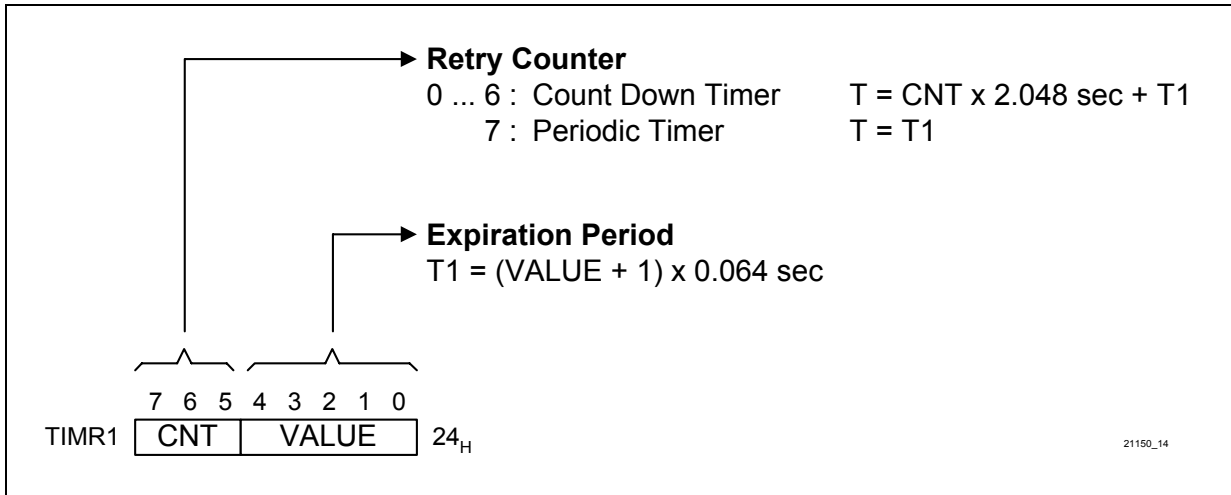 Retry Counter
0 ... 6 : Count Down Timer T = CNT x 2.048 sec + T1
7 : Periodic Timer T = T1
Expiration Period
T1 = (VALUE + 1) x 0.064 sec
7 6 5 4 3 2 1 0
TIMR1 CNT VALUE 24H
21150_14